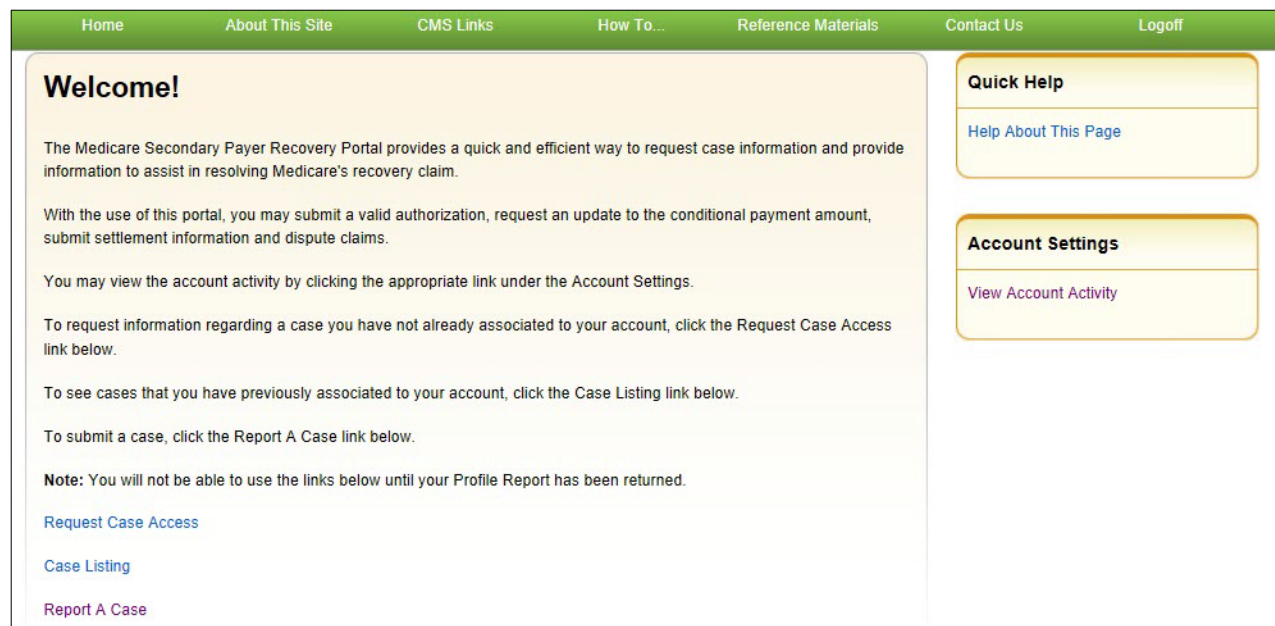 Home About This Site CMS Links How To... Reference Materials Contact Us Logoff
Welcome!
The Medicare Secondary Payer Recovery Portal provides a quick and efficient way to request case information and provide
information to assist in resolving Medicare's recovery claim.
With the use of this portal, you may submit a valid authorization, request an update to the conditional payment amount,
submit settlement information and dispute claims.
You may view the account activity by clicking the appropriate link under the Account Settings.
To request information regarding a case you have not already associated to your account, click the Request Case Access
link below.
To see cases that you have previously associated to your account, click the Case Listing link below.
To submit a case, click the Report A Case link below.
Note: You will not be able to use the links below until your Profile Report has been returned.
Request Case Access
Case Listing
Report A Case
Quick Help
Help About This Page
Account Settings
View Account Activity